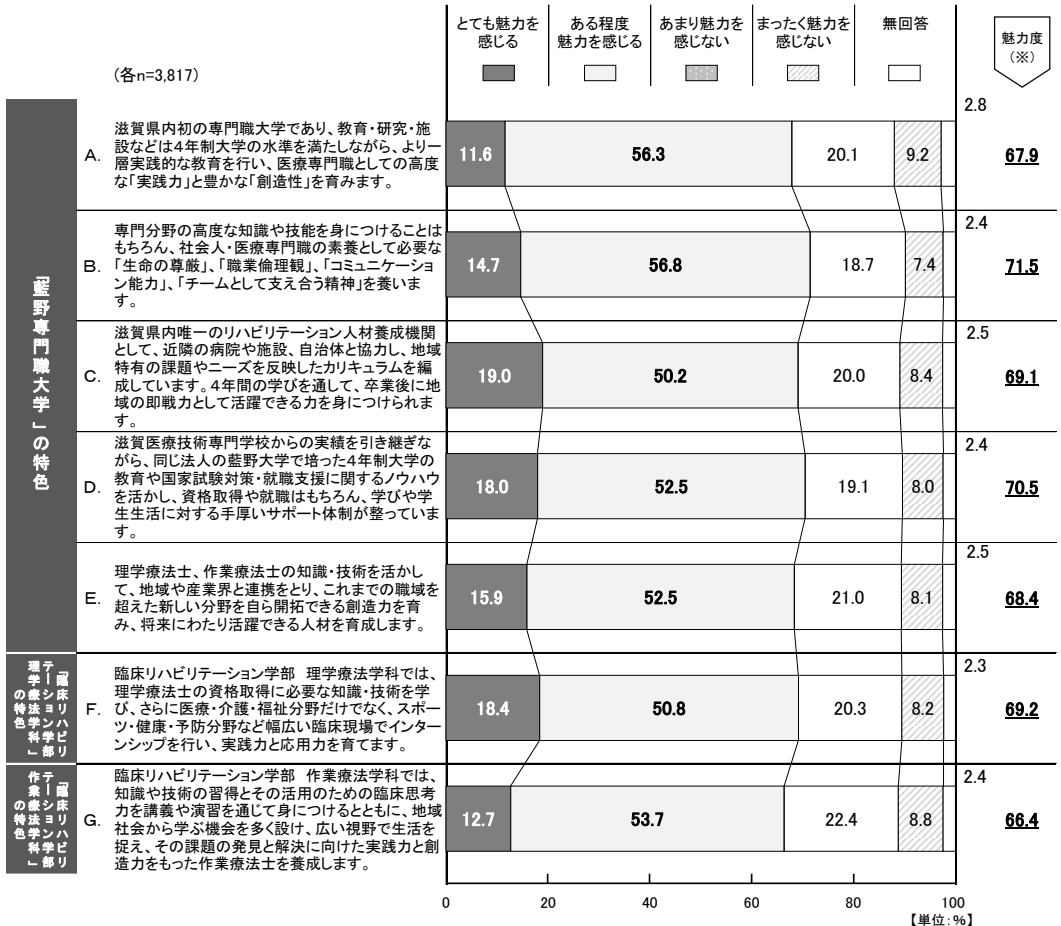 とても魅力を
感じる
ある程度
魅力を感じる
あまり魅力を
感じない
まったく魅力を
感じない
無回答
魅力度
(※)
(各n=3,817)
「藍野専門職大学」の特色
A.
滋賀県内初の専門職大学であり、教育・研究・施
設などは4年制大学の水準を満たしながら、より一
層実践的な教育を行い、医療専門職としての高度
な「実践力」と豊かな「創造性」を育みます。
11.6
56.3
20.1
9.2
2.8
67.9
B.
専門分野の高度な知識や技能を身につけることは
もちろん、社会人・医療専門職の素養として必要な
「生命の尊厳」、「職業倫理観」、「コミュニケーショ
ン能力」、「チームとして支え合う精神」を養いま
す。
14.7
56.8
18.7
7.4
2.4
71.5
C.
滋賀県内唯一のリハビリテーション人材養成機関
として、近隣の病院や施設、自治体と協力し、地域
特有の課題やニーズを反映したカリキュラムを編
成しています。4年間の学びを通して、卒業後に地
域の即戦力として活躍できる力を身につけられま
す。
19.0
50.2
20.0
8.4
2.5
69.1
D.
滋賀医療技術専門学校からの実績を引き継ぎな
がら、同じ法人の藍野大学で培った4年制大学の
教育や国家試験対策・就職支援に関するノウハウ
を活かし、資格取得や就職はもちろん、学びや学
生生活に対する手厚いサポート体制が整っていま
す。
18.0
52.5
19.1
8.0
2.4
70.5
E.
理学療法士、作業療法士の知識・技術を活かし
て、地域や産業界と連携をとり、これまでの職域を
超えた新しい分野を自ら開拓できる創造力を育
み、将来にわたり活躍できる人材を育成します。
15.9
52.5
21.0
8.1
2.5
68.4
「臨床リハビリ
テーション学部
理学療法学科」
の特色
F.
臨床リハビリテーション学部 理学療法学科では、
理学療法士の資格取得に必要な知識・技術を学
び、さらに医療・介護・福祉分野だけでなく、スポー
ツ・健康・予防分野など幅広い臨床現場でインター
ンシップを行い、実践力と応用力を育てます。
18.4
50.8
20.3
8.2
2.3
69.2
「臨床リハビリ
テーション学部
作業療法学科」
の特色
G.
臨床リハビリテーション学部 作業療法学科では、
知識や技術の習得とその活用のための臨床思考
力を講義や演習を通じて身につけるとともに、地域
社会から学ぶ機会を多く設け、広い視野で生活を
捉え、その課題の発見と解決に向けた実践力と創
造力をもった作業療法士を養成します。
12.7
53.7
22.4
8.8
2.4
66.4
0
20
40
60
80
100
【単位:%】